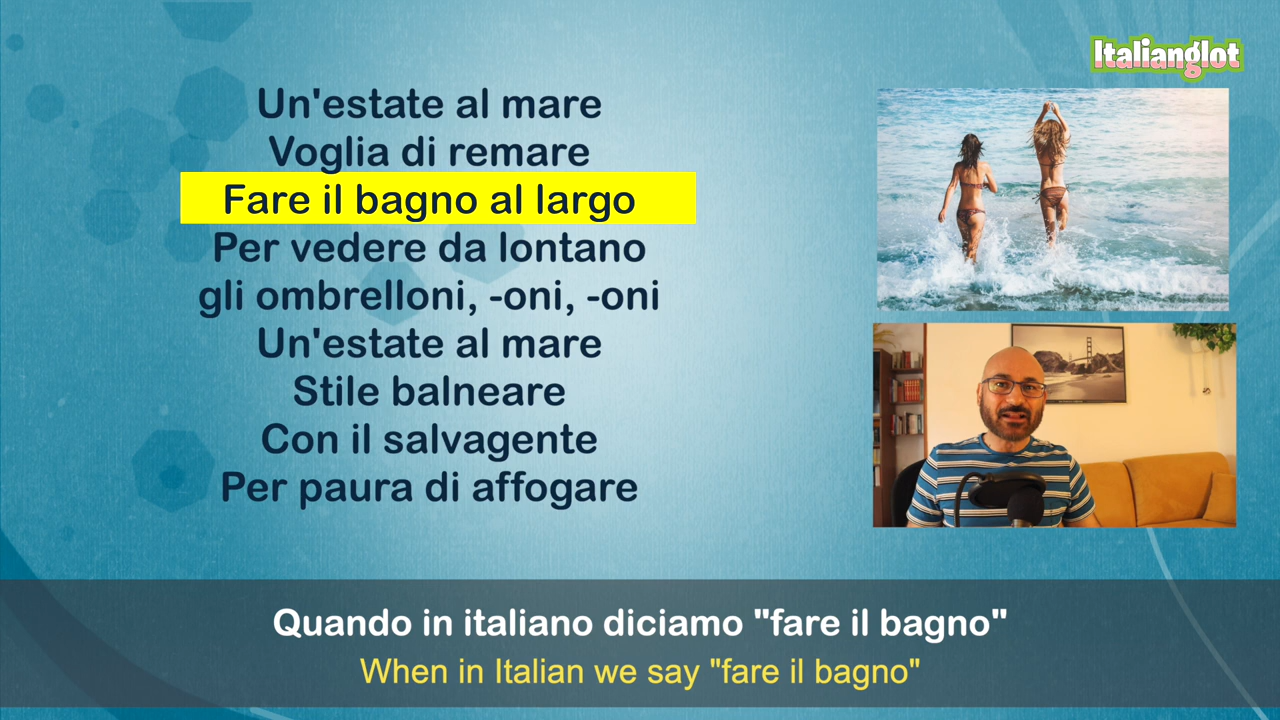 Italianglot
Un'estate al mare
Voglia di remare
Fare il bagno al largo
Per vedere da lontano
gli ombrelloni, -oni, -oni
Un'estate al mare
Stile balneare
Con il salvagente
Per paura di affogare
Quando in italiano diciamo "fare il bagno"
When in Italian we say "fare il bagno"